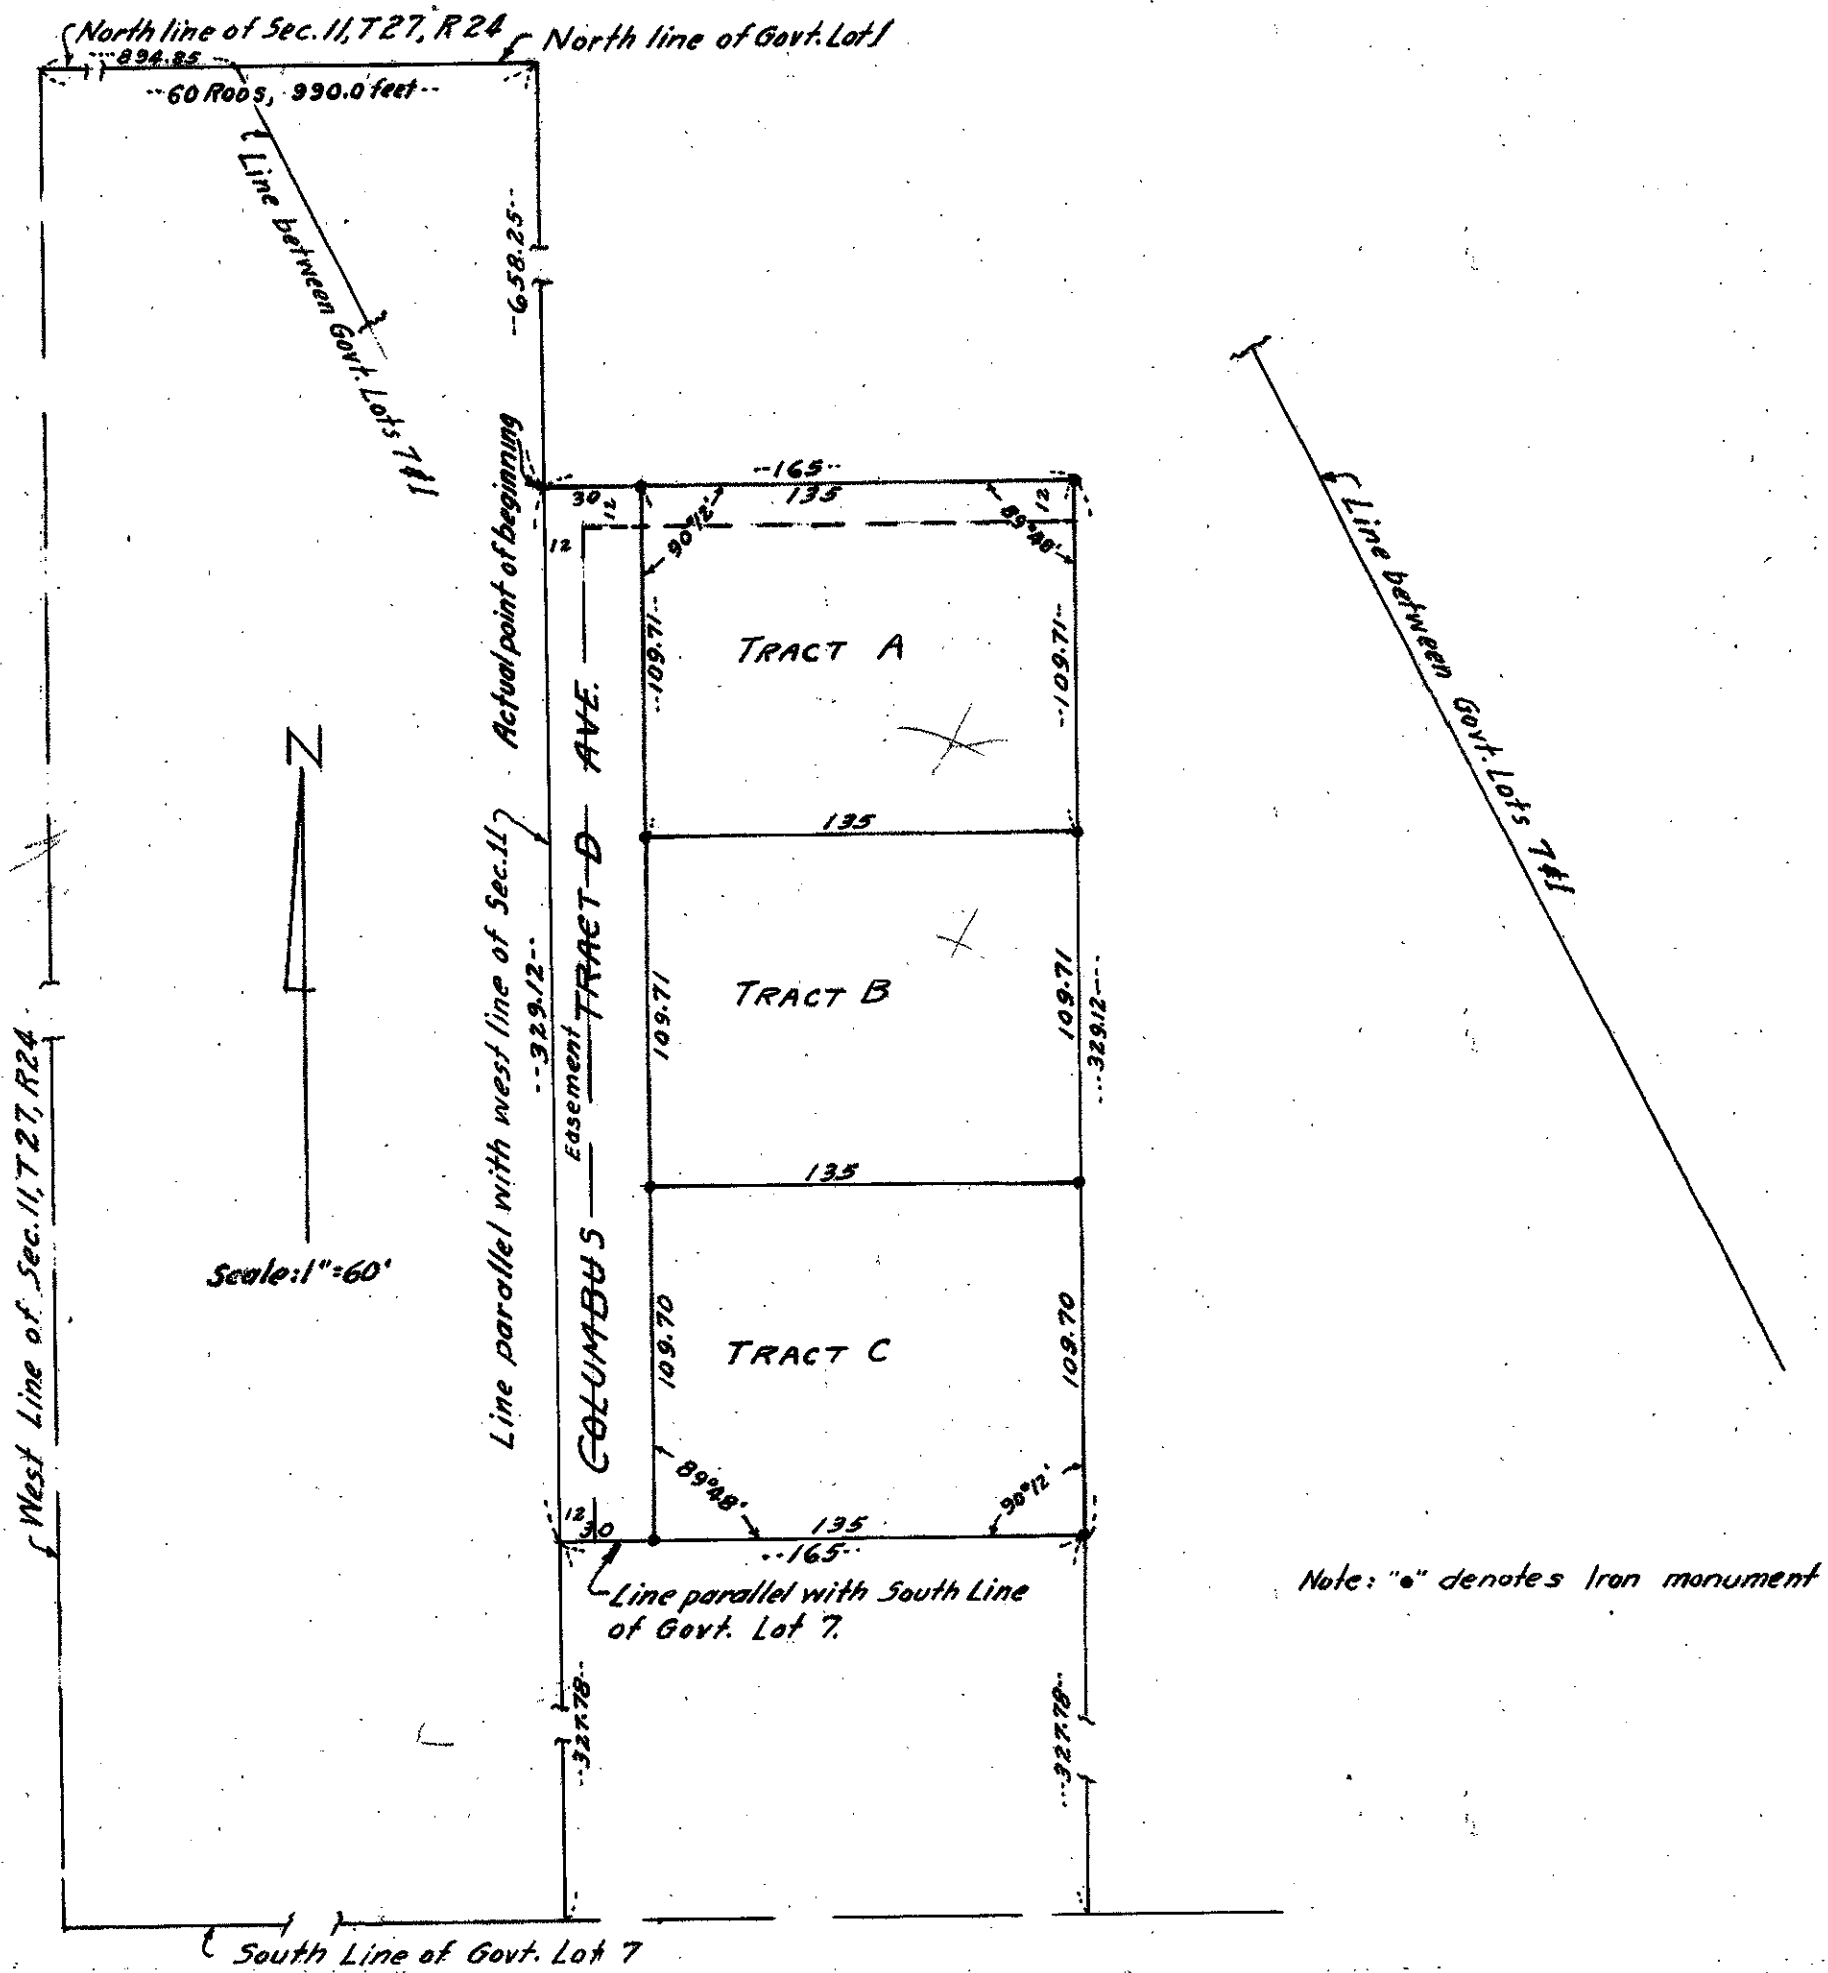 North line of Sec. 11, T 27, R 24
North line of Govt. Lot 1
--894.85--
--60 Rods, 990.0 feet--
Line between Govt. Lots 7 & 1
--658.25--
Actual point of beginning
--165--
30
135
12
12
12
90°12'
89°48'
--109.71--
TRACT A
--109.71--
Line between Govt. Lots 7 & 1
N
Scale: 1" = 60'
West Line of Sec. 11, T 27, R 24
Line parallel with west line of Sec. 11
--329.12--
Easement
COLUMBUS TRACT D AVE.
135
109.71
TRACT B
109.71
--329.12--
135
109.70
TRACT C
109.70
89°48'
90°12'
12
30
135
--165--
Line parallel with South Line
of Govt. Lot 7.
Note: "●" denotes Iron monument
--327.78--
--327.78--
South Line of Govt. Lot 7